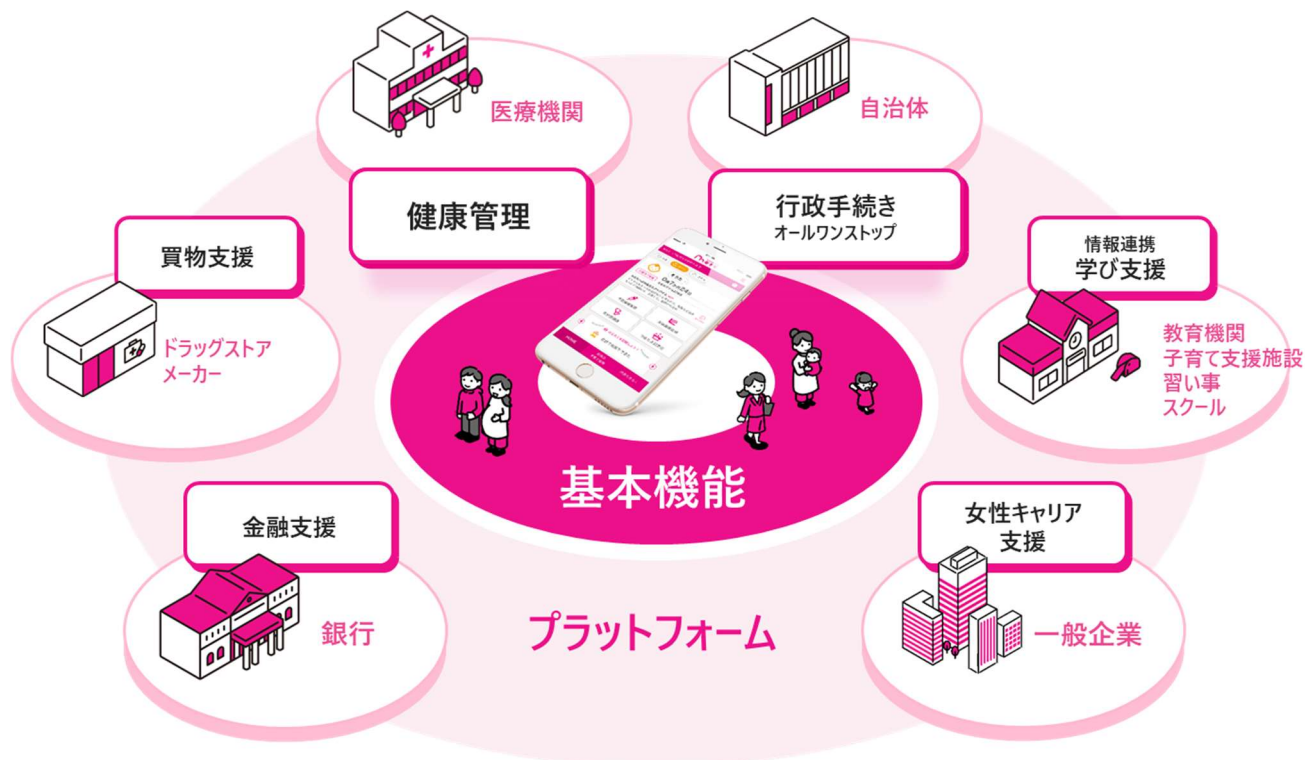 医療機関
自治体
健康管理
行政手続き
オールワンストップ
買物支援
情報連携
学び支援
ドラッグストア
メーカー
教育機関
子育て支援施設
習い事
スクール
基本機能
金融支援
女性キャリア
支援
銀行
プラットフォーム
一般企業